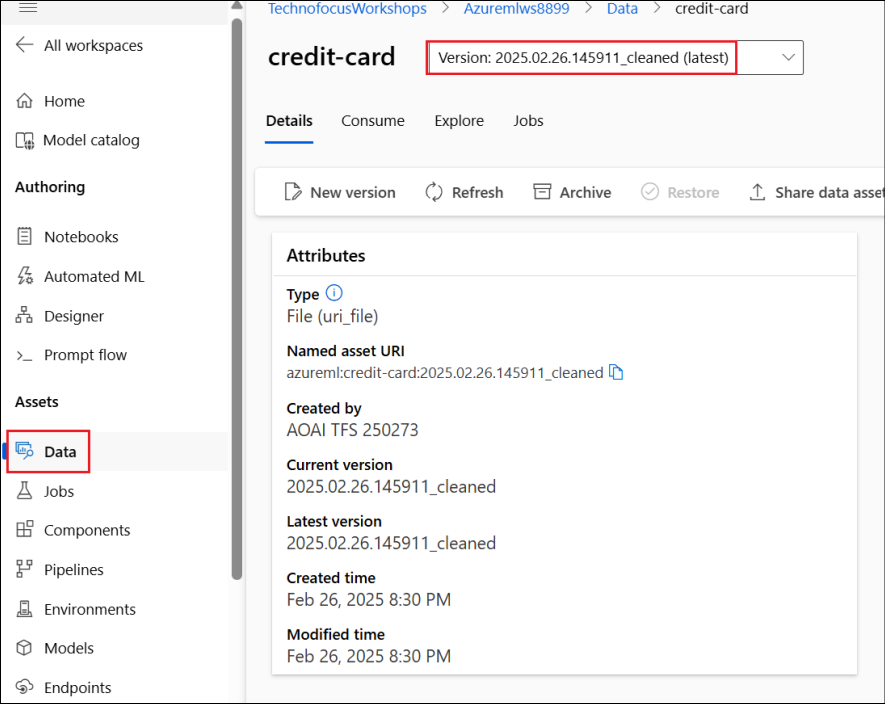 TechnofocusWorkshops > Azuremlws8899 > Data > credit-card
All workspaces
Home
Model catalog
Authoring
Notebooks
Automated ML
Designer
Prompt flow
Assets
Data
Jobs
Components
Pipelines
Environments
Models
Endpoints
credit-card
Version: 2025.02.26.145911_cleaned (latest)
Details Consume Explore Jobs
New version Refresh Archive Restore Share data asset
Attributes
Type
File (uri_file)
Named asset URI
azureml:credit-card:2025.02.26.145911_cleaned
Created by
AOAI TFS 250273
Current version
2025.02.26.145911_cleaned
Latest version
2025.02.26.145911_cleaned
Created time
Feb 26, 2025 8:30 PM
Modified time
Feb 26, 2025 8:30 PM